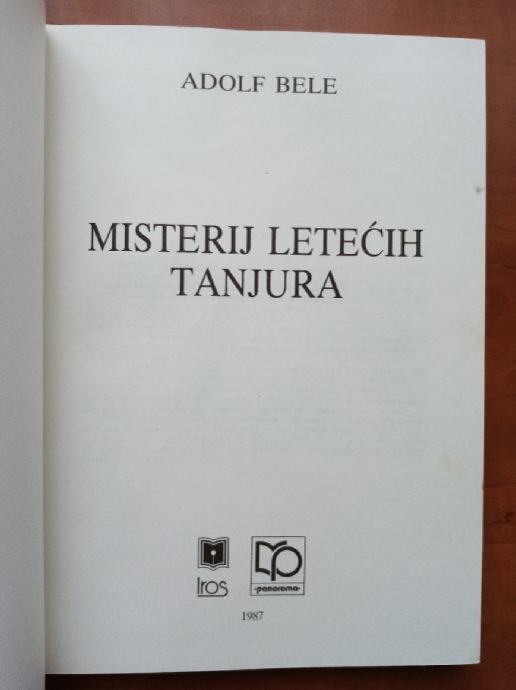 ADOLF BELE
MISTERIJ LETEĆIH
TANJURA
Iros
-panorama-
1987